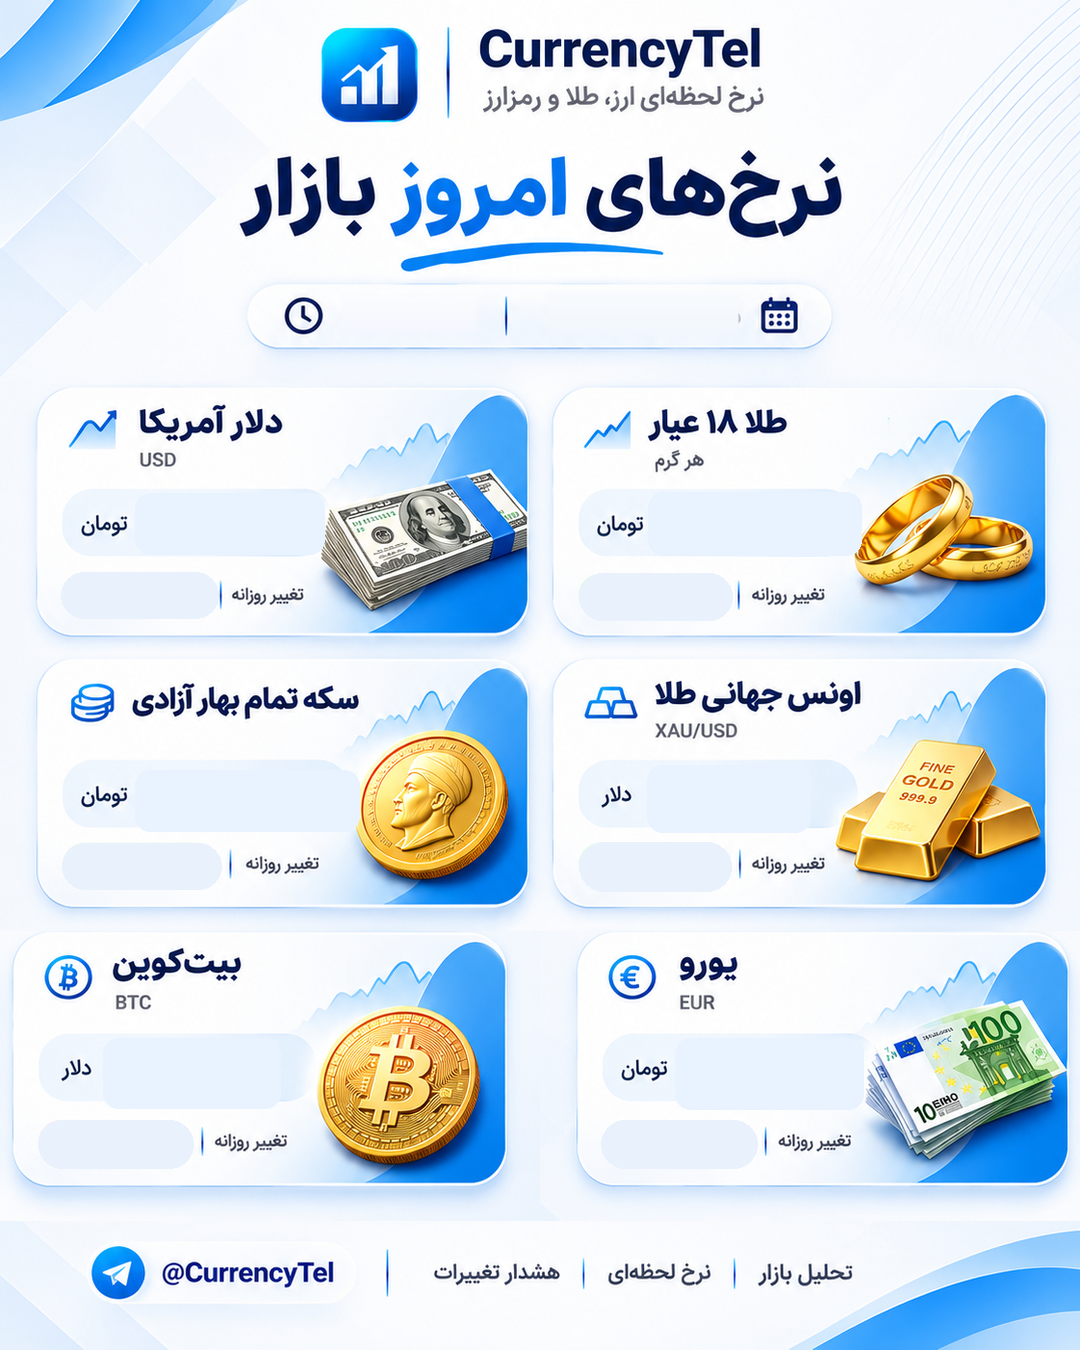 CurrencyTel
نرخ لحظه‌ای ارز، طلا و رمزارز
نرخ‌های امروز بازار
طلا ۱۸ عیار
هر گرم
تومان
تغییر روزانه
دلار آمریکا
USD
تومان
تغییر روزانه
اونس جهانی طلا
XAU/USD
دلار
تغییر روزانه
FINE
GOLD
999.9
سکه تمام بهار آزادی
تومان
تغییر روزانه
یورو
EUR
تومان
تغییر روزانه
100
بیت‌کوین
BTC
دلار
تغییر روزانه
تحلیل بازار | نرخ لحظه‌ای | هشدار تغییرات
@CurrencyTel